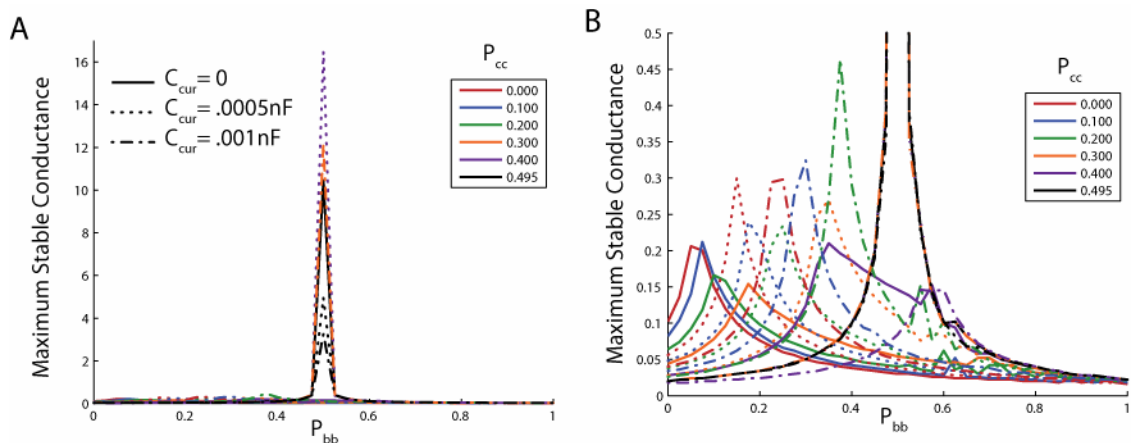 A
Maximum Stable Conductance
16
14
12
10
8
6
4
2
0
C_cur = 0
C_cur = .0005nF
C_cur = .001nF
P_cc
0.000
0.100
0.200
0.300
0.400
0.495
0 0.2 0.4 0.6 0.8 1
P_bb
B
Maximum Stable Conductance
0.5
0.45
0.4
0.35
0.3
0.25
0.2
0.15
0.1
0.05
0
P_cc
0.000
0.100
0.200
0.300
0.400
0.495
0 0.2 0.4 0.6 0.8 1
P_bb